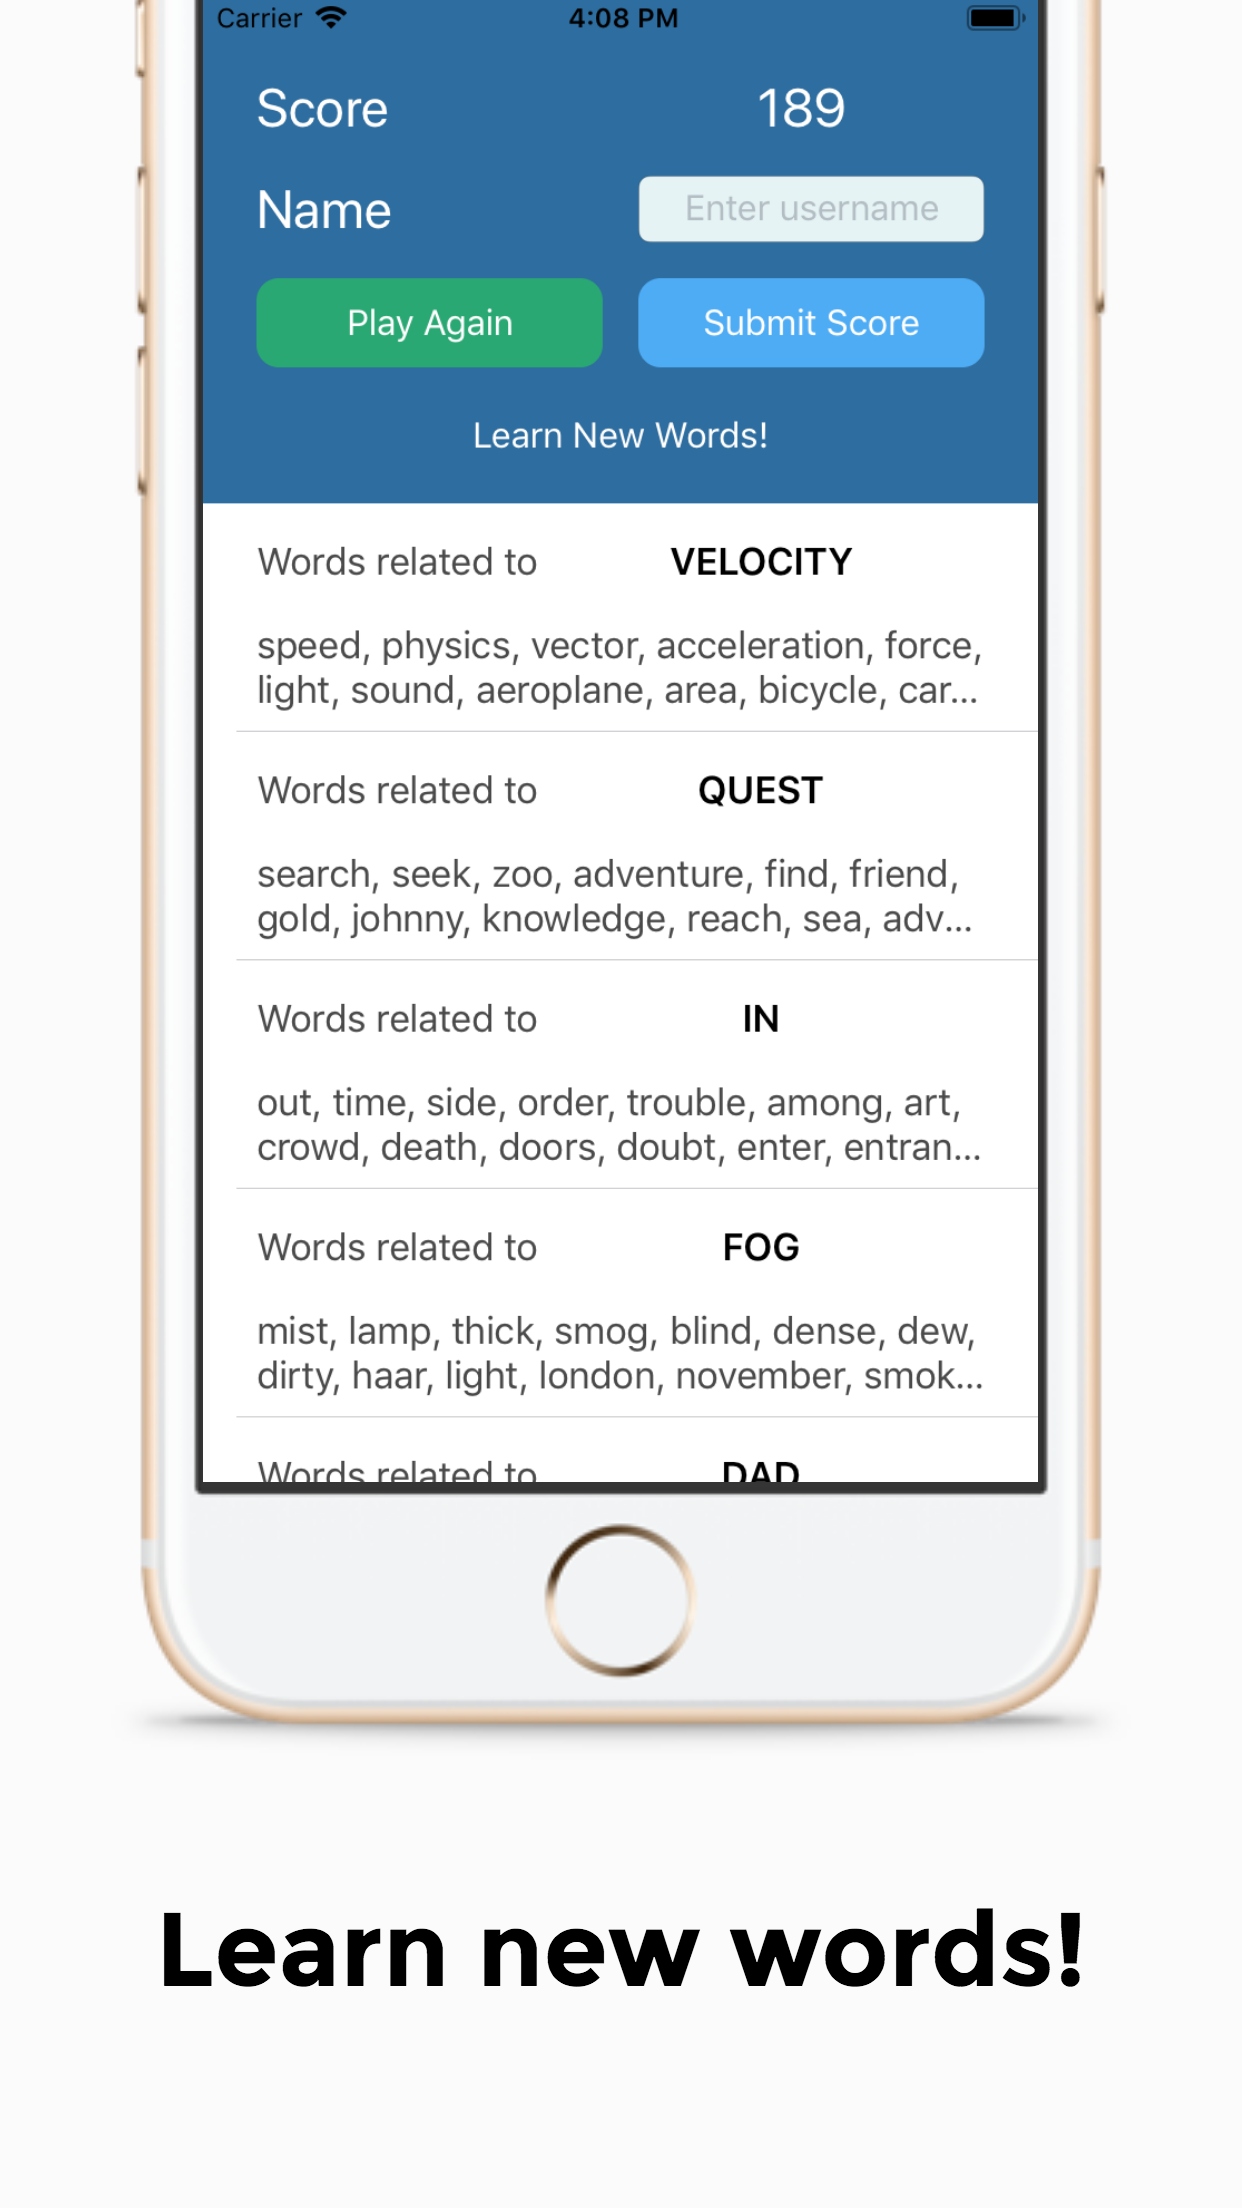 Carrier
4:08 PM
Score
189
Name
Enter username
Play Again
Submit Score
Learn New Words!
Words related to
VELOCITY
speed, physics, vector, acceleration, force,
light, sound, aeroplane, area, bicycle, car...
Words related to
QUEST
search, seek, zoo, adventure, find, friend,
gold, johnny, knowledge, reach, sea, adv...
Words related to
IN
out, time, side, order, trouble, among, art,
crowd, death, doors, doubt, enter, entran...
Words related to
FOG
mist, lamp, thick, smog, blind, dense, dew,
dirty, haar, light, london, november, smok...
Words related to
DAD
Learn new words!